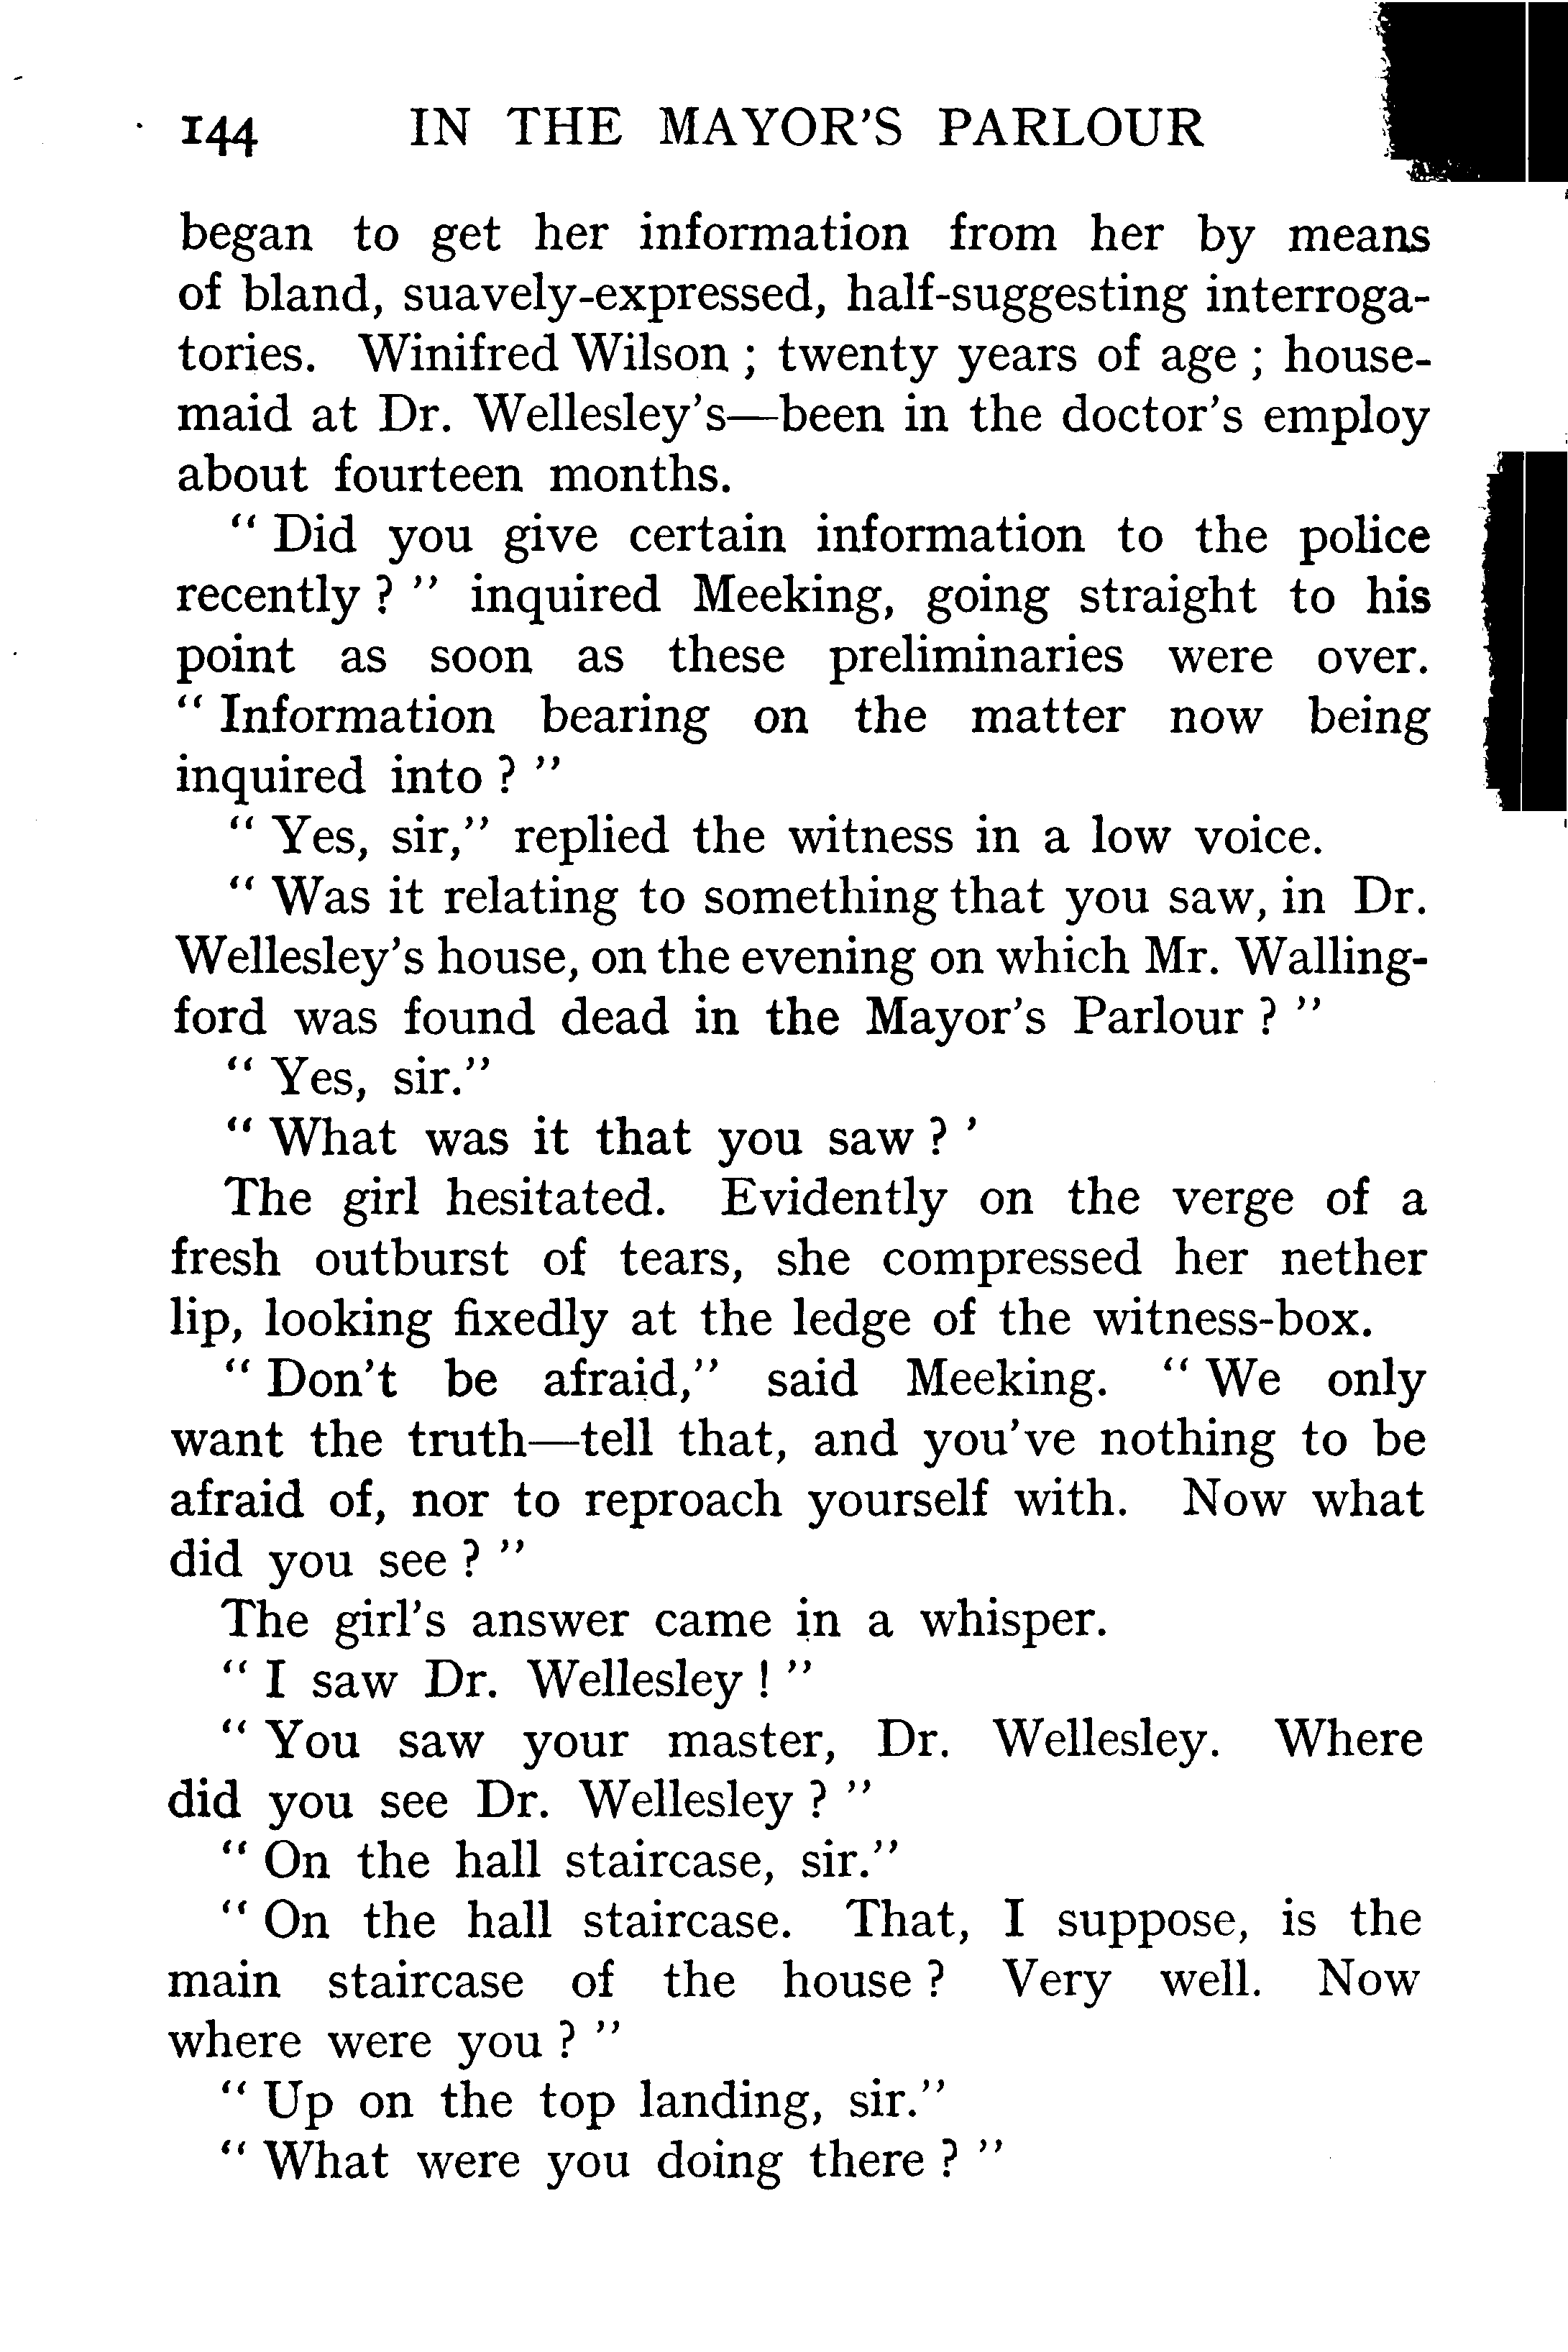 144 IN THE MAYOR'S PARLOUR
began to get her information from her by means
of bland, suavely-expressed, half-suggesting interroga-
tories. Winifred Wilson ; twenty years of age ; house-
maid at Dr. Wellesley's—been in the doctor's employ
about fourteen months.
“ Did you give certain information to the police
recently ? ” inquired Meeking, going straight to his
point as soon as these preliminaries were over.
“ Information bearing on the matter now being
inquired into ? ”
“ Yes, sir,” replied the witness in a low voice.
“ Was it relating to something that you saw, in Dr.
Wellesley's house, on the evening on which Mr. Walling-
ford was found dead in the Mayor's Parlour ? ”
“ Yes, sir.”
“ What was it that you saw ? ’
The girl hesitated. Evidently on the verge of a
fresh outburst of tears, she compressed her nether
lip, looking fixedly at the ledge of the witness-box.
“ Don't be afraid,” said Meeking. “ We only
want the truth—tell that, and you've nothing to be
afraid of, nor to reproach yourself with. Now what
did you see ? ”
The girl's answer came in a whisper.
“ I saw Dr. Wellesley ! ”
“ You saw your master, Dr. Wellesley. Where
did you see Dr. Wellesley ? ”
“ On the hall staircase, sir.”
“ On the hall staircase. That, I suppose, is the
main staircase of the house ? Very well. Now
where were you ? ”
“ Up on the top landing, sir.”
“ What were you doing there ? ”